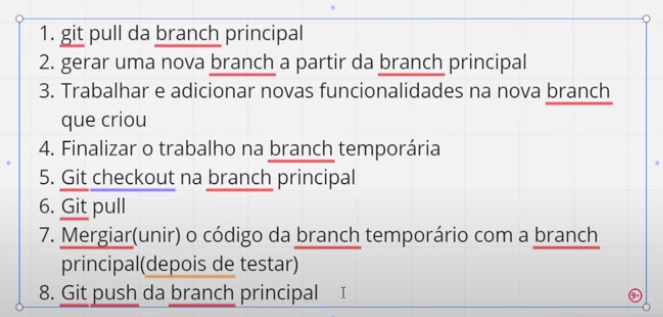 1. git pull da branch principal
2. gerar uma nova branch a partir da branch principal
3. Trabalhar e adicionar novas funcionalidades na nova branch
que criou
4. Finalizar o trabalho na branch temporária
5. Git checkout na branch principal
6. Git pull
7. Mergiar(unir) o código da branch temporário com a branch
principal(depois de testar)
8. Git push da branch principal
9+